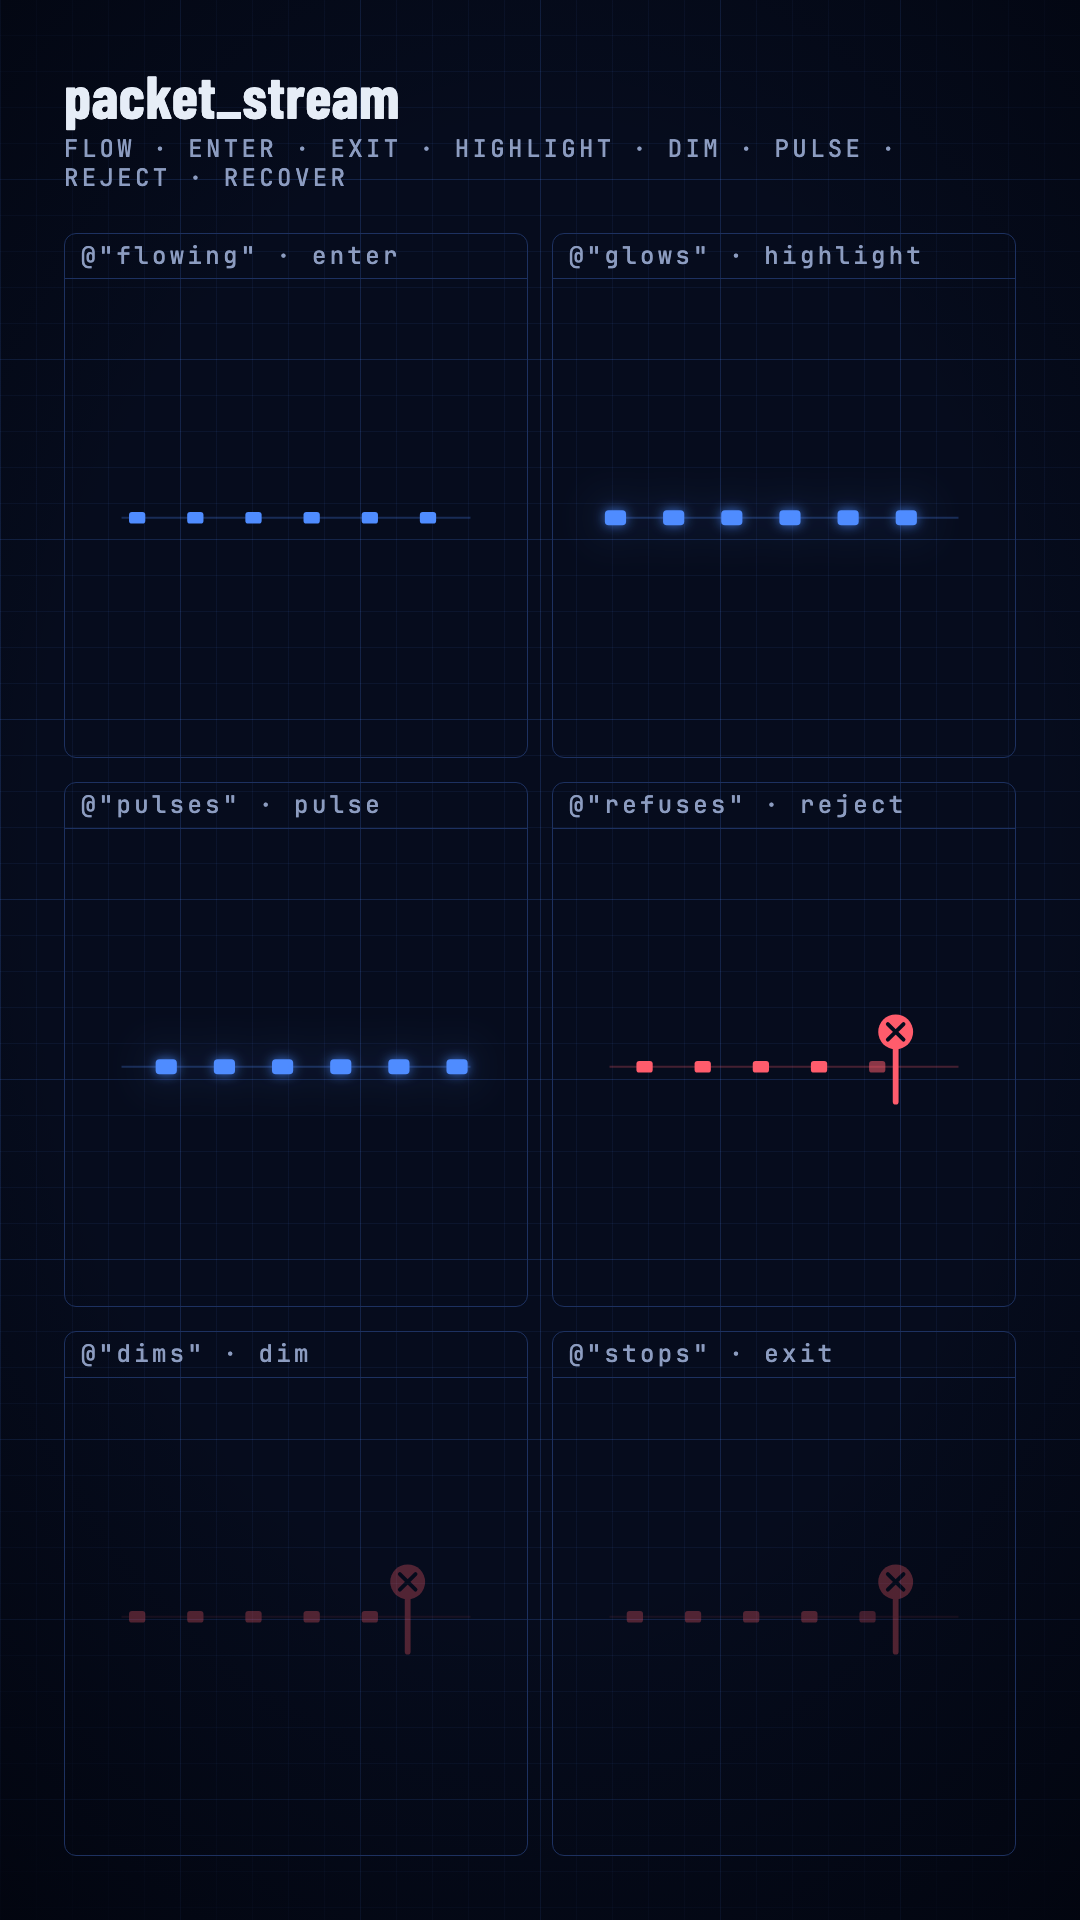 packet_stream
FLOW · ENTER · EXIT · HIGHLIGHT · DIM · PULSE ·
REJECT · RECOVER
@"flowing" · enter
@"glows" · highlight
@"pulses" · pulse
@"refuses" · reject
@"dims" · dim
@"stops" · exit